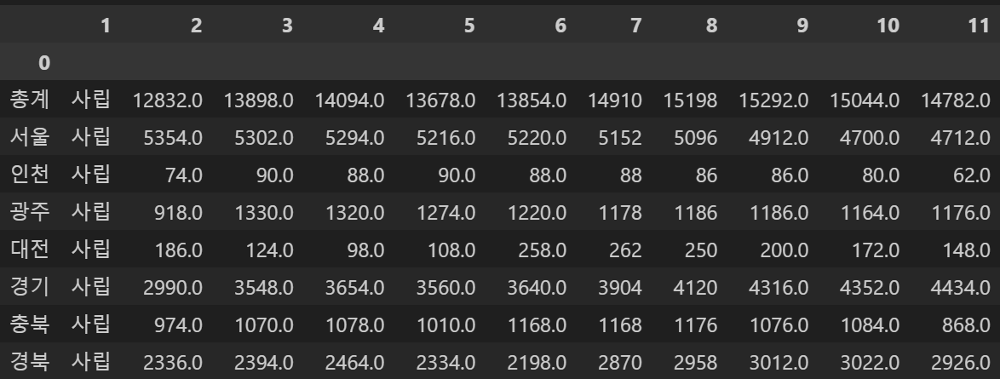 1 2 3 4 5 6 7 8 9 10 11
0
총계 사립 12832.0 13898.0 14094.0 13678.0 13854.0 14910 15198 15292.0 15044.0 14782.0
서울 사립 5354.0 5302.0 5294.0 5216.0 5220.0 5152 5096 4912.0 4700.0 4712.0
인천 사립 74.0 90.0 88.0 90.0 88.0 88 86 86.0 80.0 62.0
광주 사립 918.0 1330.0 1320.0 1274.0 1220.0 1178 1186 1186.0 1164.0 1176.0
대전 사립 186.0 124.0 98.0 108.0 258.0 262 250 200.0 172.0 148.0
경기 사립 2990.0 3548.0 3654.0 3560.0 3640.0 3904 4120 4316.0 4352.0 4434.0
충북 사립 974.0 1070.0 1078.0 1010.0 1168.0 1168 1176 1076.0 1084.0 868.0
경북 사립 2336.0 2394.0 2464.0 2334.0 2198.0 2870 2958 3012.0 3022.0 2926.0